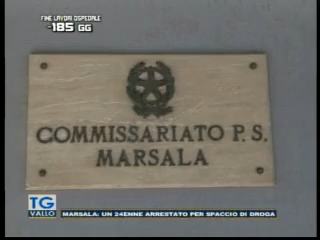 FINE LAVORI OSPEDALE
-185 GG
COMMISSARIATO P. S.
MARSALA
TG
VALLO
MARSALA: UN 24ENNE ARRESTATO PER SPACCIO DI DROGA